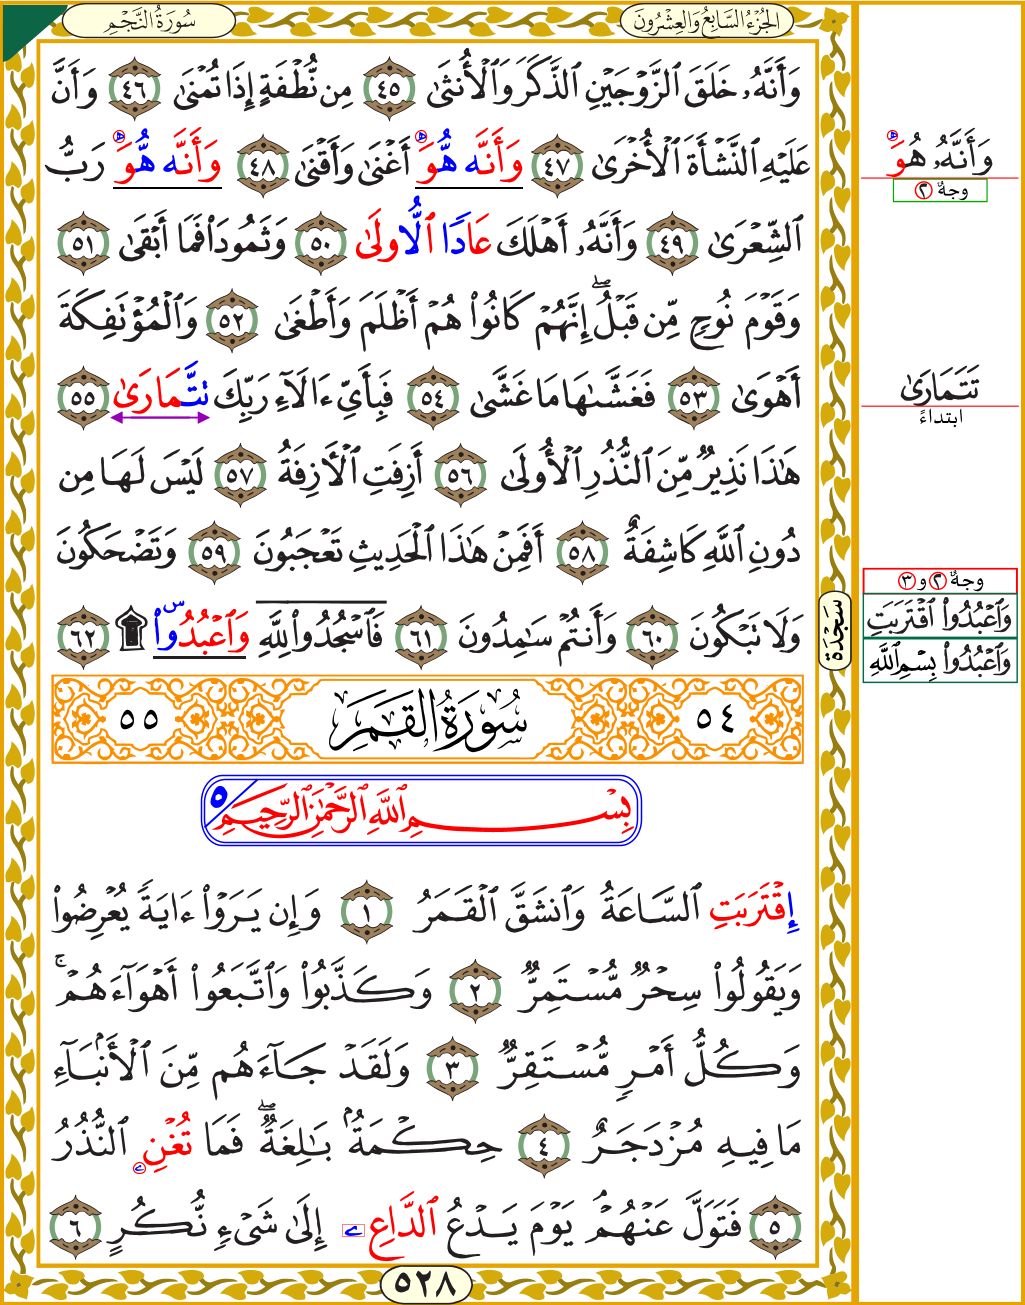 الجُزْءُ السَّابِعُ وَالعِشْرُونَ
سُورَةُ النَّجْمِ
وَأَنَّهُۥ خَلَقَ ٱلزَّوۡجَيۡنِ ٱلذَّكَرَ وَٱلۡأُنثَىٰ ٤٥ مِن نُّطۡفَةٍ إِذَا تُمۡنَىٰ ٤٦ وَأَنَّ
عَلَيۡهِ ٱلنَّشۡأَةَ ٱلۡأُخۡرَىٰ ٤٧ وَأَنَّه هُّوَ أَغۡنَىٰ وَأَقۡنَىٰ ٤٨ وَأَنَّه هُّوَ رَبُّ
ٱلشِّعۡرَىٰ ٤٩ وَأَنَّهُۥٓ أَهۡلَكَ عَادًا ٱلُّاولَىٰ ٥٠ وَثَمُودَاْ فَمَآ أَبۡقَىٰ ٥١
وَقَوۡمَ نُوحٖ مِّن قَبۡلُۖ إِنَّهُمۡ كَانُواْ هُمۡ أَظۡلَمَ وَأَطۡغَىٰ ٥٢ وَٱلۡمُؤۡتَفِكَةَ
أَهۡوَىٰ ٥٣ فَغَشَّىٰهَا مَا غَشَّىٰ ٥٤ فَبِأَيِّ ءَالَآءِ رَبِّكَ تَّتَمَارَىٰ ٥٥
هَٰذَا نَذِيرٞ مِّنَ ٱلنُّذُرِ ٱلۡأُولَىٰٓ ٥٦ أَزِفَتِ ٱلۡأٓزِفَةُ ٥٧ لَيۡسَ لَهَا مِن
دُونِ ٱللَّهِ كَاشِفَةٌ ٥٨ أَفَمِنۡ هَٰذَا ٱلۡحَدِيثِ تَعۡجَبُونَ ٥٩ وَتَضۡحَكُونَ
وَلَا تَبۡكُونَ ٦٠ وَأَنتُمۡ سَٰمِدُونَ ٦١ فَٱسۡجُدُواْۤ لِلَّهِۤ وَٱعۡبُدُواْ س ۩ ٦٢
٥٤ سُورَةُ القَمَرِ ٥٥
بِسۡمِ ٱللَّهِ ٱلرَّحۡمَٰنِ ٱلرَّحِيمِ ٥
إِقۡتَرَبَتِ ٱلسَّاعَةُ وَٱنشَقَّ ٱلۡقَمَرُ ١ وَإِن يَرَوۡاْ ءَايَةٗ يُعۡرِضُواْ
وَيَقُولُواْ سِحۡرٞ مُّسۡتَمِرّٞ ٢ وَكَذَّبُواْ وَٱتَّبَعُوٓاْ أَهۡوَآءَهُمۡۚ
وَكُلُّ أَمۡرٖ مُّسۡتَقِرّٞ ٣ وَلَقَدۡ جَآءَهُم مِّنَ ٱلۡأَنۢبَآءِ
مَا فِيهِ مُزۡدَجَرٌ ٤ حِكۡمَةُۢ بَٰلِغَةٞۖ فَمَا تُغۡنِ ے ٱلنُّذُرُ
٥ فَتَوَلَّ عَنۡهُمۡۘ يَوۡمَ يَدۡعُ ٱلدَّاعِ ے إِلَىٰ شَيۡءٖ نُّكُرٍ ٦
٥٢٨
سجدة
وَأَنَّهُۥ هُوَ
وجهٌ ٢
تَتَمَارَىٰ
ابتداءً
وجهٌ ٢ و ٣
وَٱعۡبُدُواْ ٱقۡتَرَبَتِ
وَٱعۡبُدُواْ بِسۡمِ ٱللَّهِ